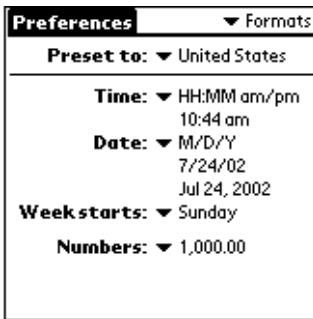 Preferences ▼ Formats
Preset to: ▼ United States
Time: ▼ HH:MM am/pm
10:44 am
Date: ▼ M/D/Y
7/24/02
Jul 24, 2002
Week starts: ▼ Sunday
Numbers: ▼ 1,000.00